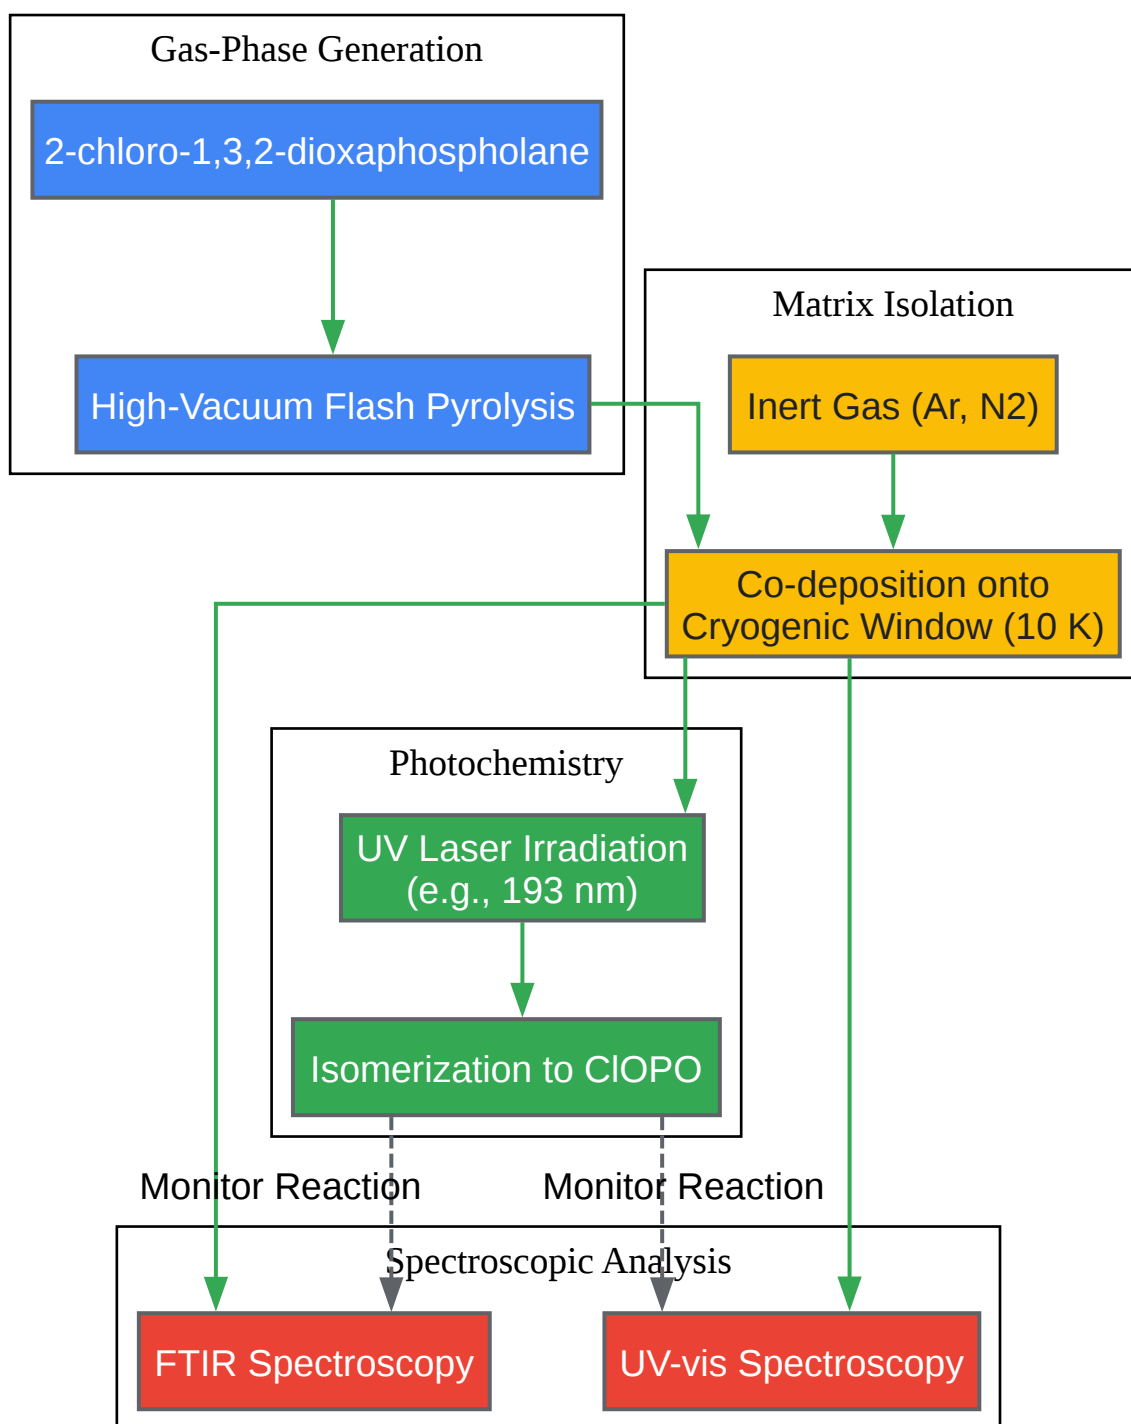 Gas-Phase Generation
2-chloro-1,3,2-dioxaphospholane
High-Vacuum Flash Pyrolysis
Matrix Isolation
Inert Gas (Ar, N2)
Co-deposition onto
Cryogenic Window (10 K)
Photochemistry
UV Laser Irradiation
(e.g., 193 nm)
Isomerization to ClOPO
Monitor Reaction
Monitor Reaction
Spectroscopic Analysis
FTIR Spectroscopy
UV-vis Spectroscopy